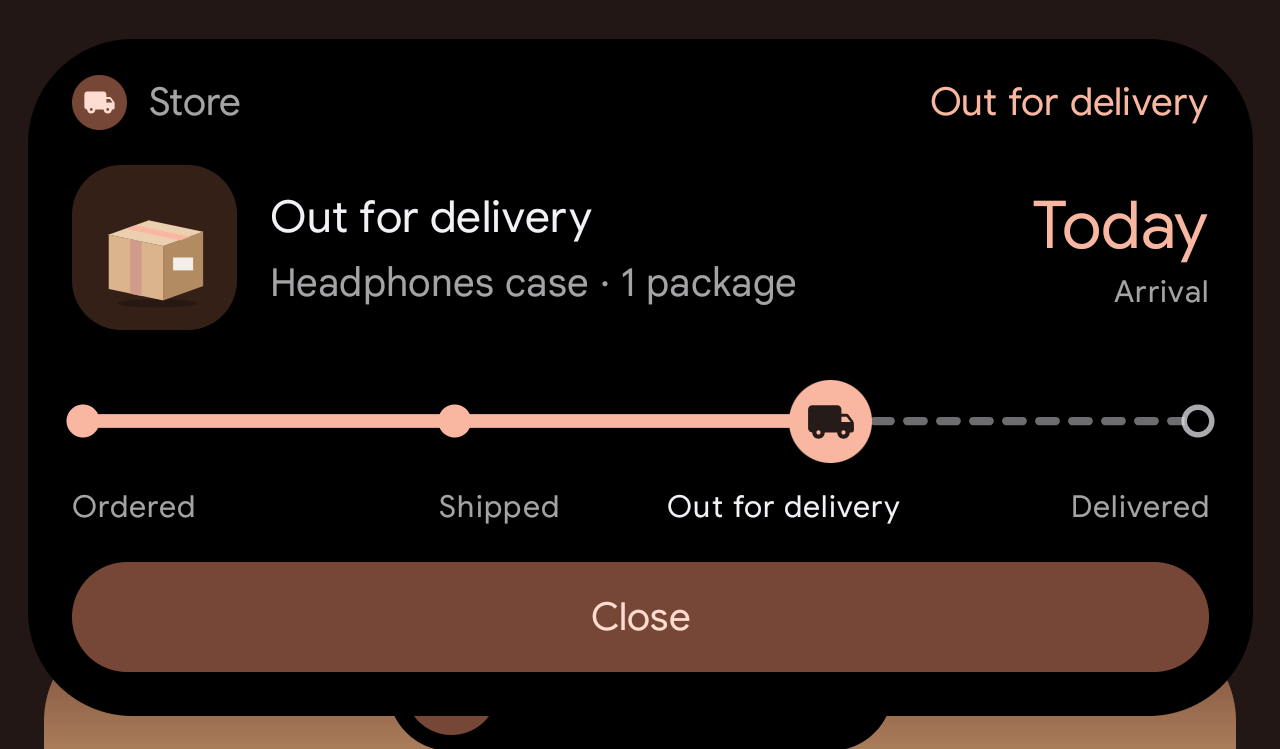 Store
Out for delivery
Out for delivery
Headphones case · 1 package
Today
Arrival
Ordered
Shipped
Out for delivery
Delivered
Close